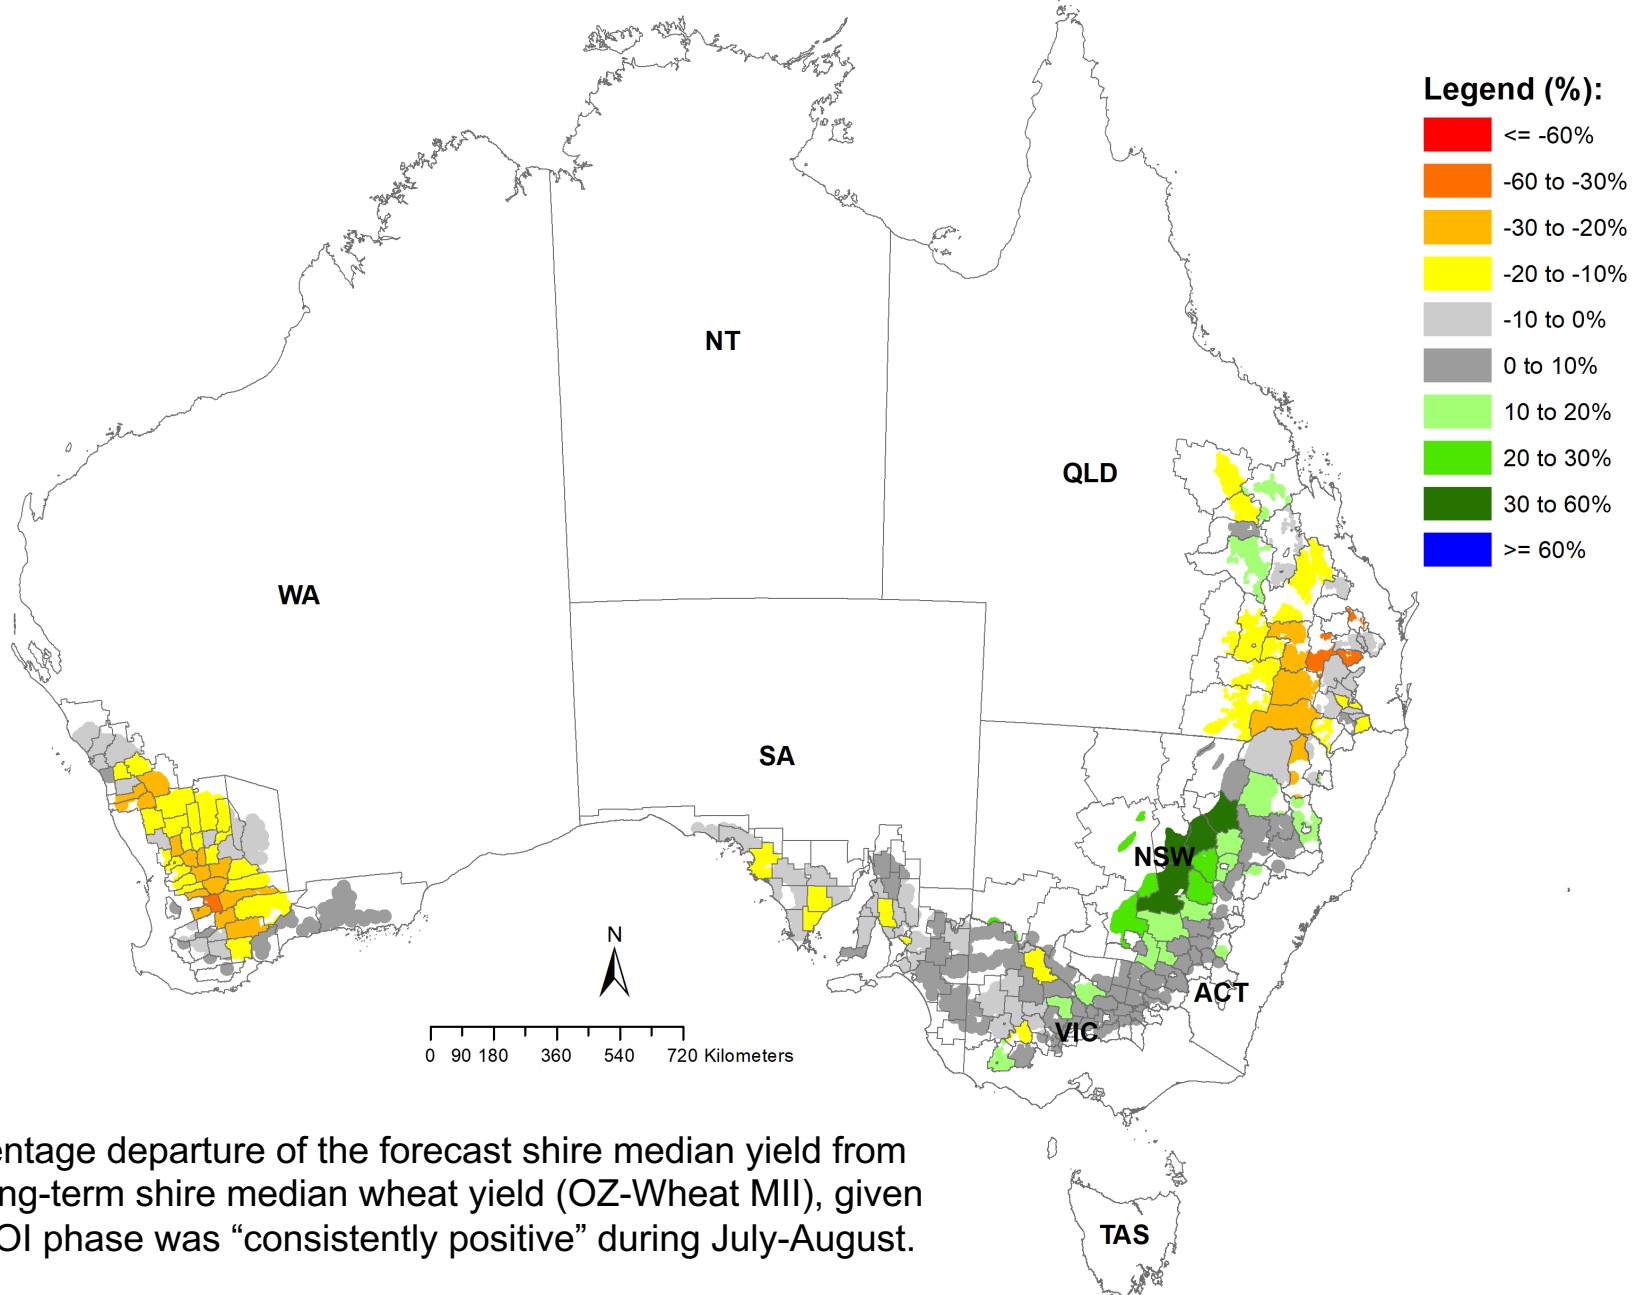 Legend (%):
<= -60%
-60 to -30%
-30 to -20%
-20 to -10%
-10 to 0%
0 to 10%
10 to 20%
20 to 30%
30 to 60%
>= 60%
NT
QLD
WA
SA
NSW
ACT
VIC
TAS
N
0 90 180 360 540 720 Kilometers
entage departure of the forecast shire median yield from
ng-term shire median wheat yield (OZ-Wheat MII), given
OI phase was “consistently positive” during July-August.